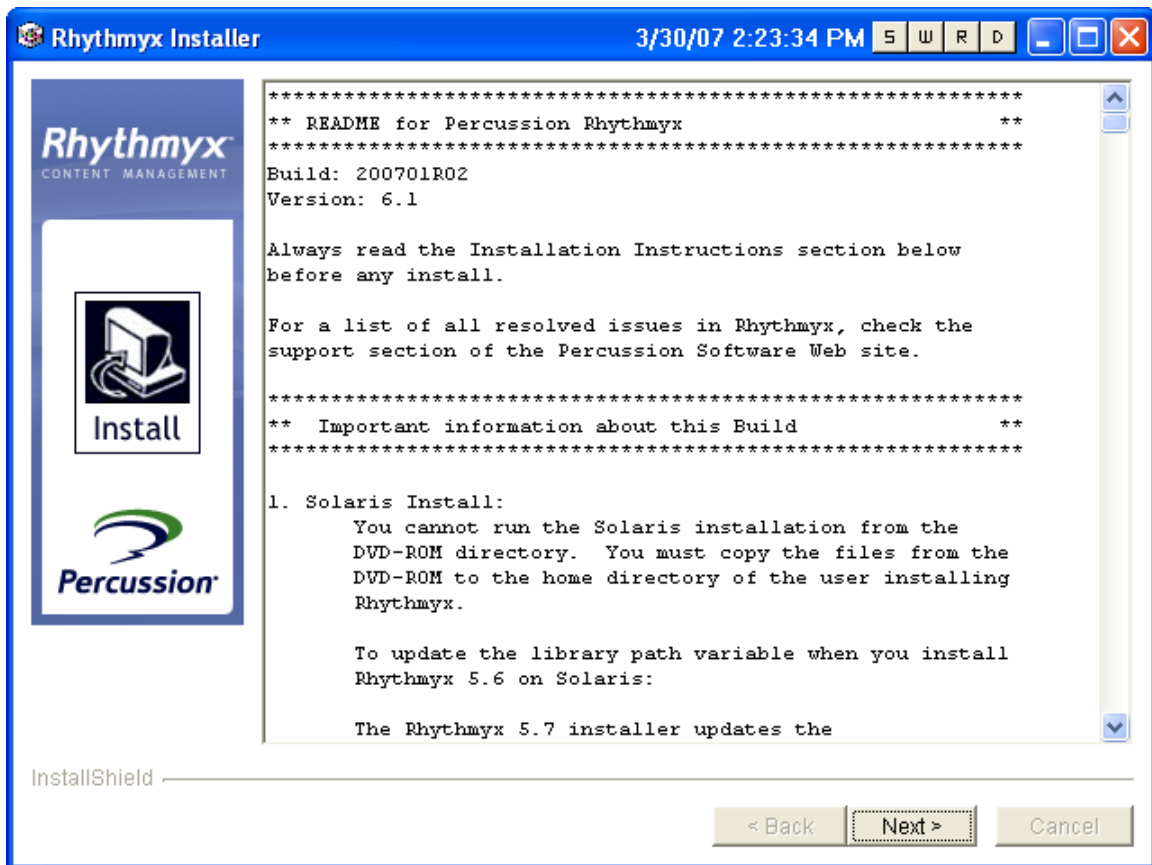 Rhythmyx Installer 3/30/07 2:23:34 PM S W R D
Rhythmyx
CONTENT MANAGEMENT
Install
Percussion
************************************************************
** README for Percussion Rhythmyx **
************************************************************
Build: 200701R02
Version: 6.1
Always read the Installation Instructions section below
before any install.
For a list of all resolved issues in Rhythmyx, check the
support section of the Percussion Software Web site.
************************************************************
** Important information about this Build **
************************************************************
1. Solaris Install:
You cannot run the Solaris installation from the
DVD-ROM directory. You must copy the files from the
DVD-ROM to the home directory of the user installing
Rhythmyx.
To update the library path variable when you install
Rhythmyx 5.6 on Solaris:
The Rhythmyx 5.7 installer updates the
InstallShield
< Back Next > Cancel